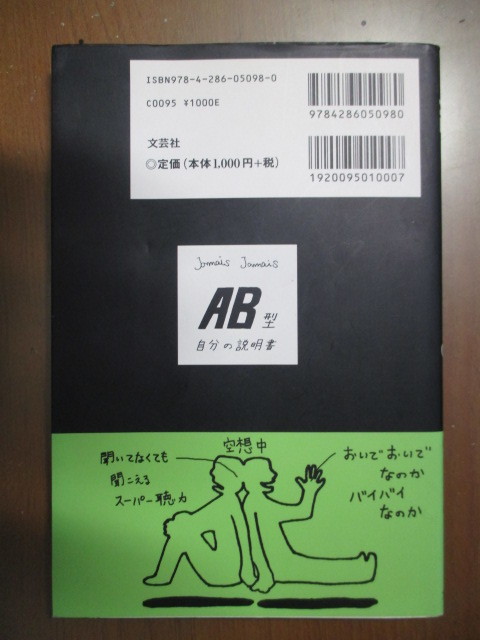 ISBN978-4-286-05098-0
C0095 ¥1000E
文芸社
◎定価(本体1,000円+税)
9784286050980
1920095010007
Jamais Jamais
AB型
自分の説明書
空想中
聞いてなくても
聞こえる
スーパー聴力
おいでおいで
なのか
バイバイ
なのか